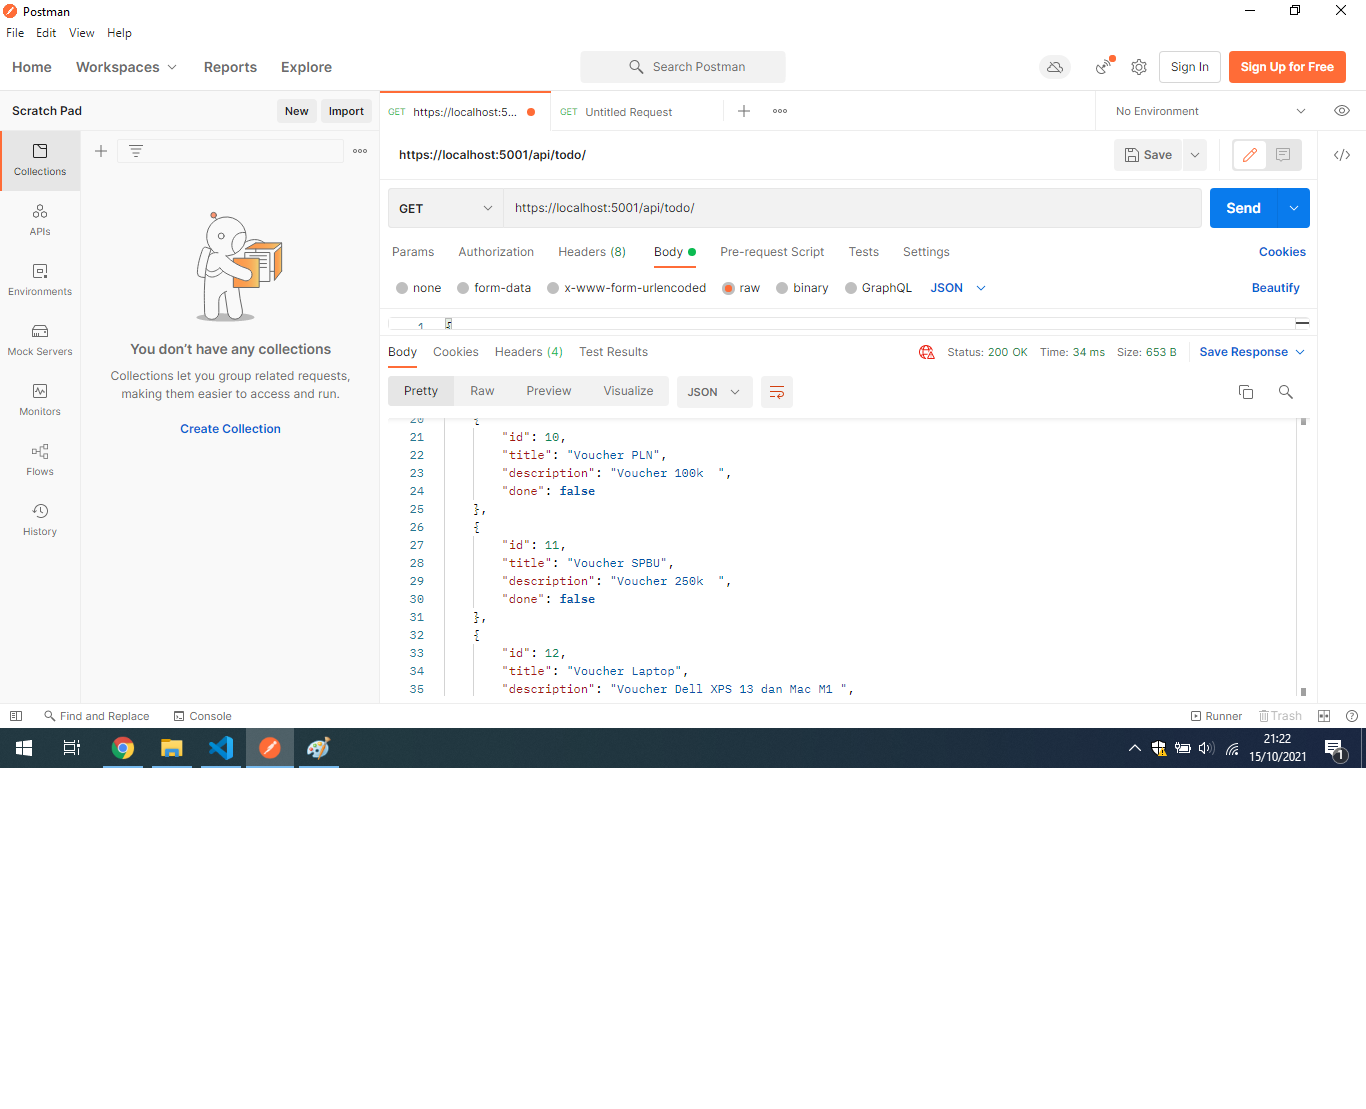 Postman
File Edit View Help
Home Workspaces Reports Explore
Search Postman
Sign In
Sign Up for Free
Scratch Pad
New Import
GET https://localhost:5...
GET Untitled Request
No Environment
Collections
APIs
Environments
Mock Servers
Monitors
Flows
History
You don't have any collections
Collections let you group related requests,
making them easier to access and run.
Create Collection
https://localhost:5001/api/todo/
Save
GET
https://localhost:5001/api/todo/
Send
Params Authorization Headers (8) Body Pre-request Script Tests Settings Cookies
none form-data x-www-form-urlencoded raw binary GraphQL JSON Beautify
1
Body Cookies Headers (4) Test Results
Status: 200 OK Time: 34 ms Size: 653 B Save Response
Pretty Raw Preview Visualize JSON
20 {
21 "id": 10,
22 "title": "Voucher PLN",
23 "description": "Voucher 100k  ",
24 "done": false
25 },
26 {
27 "id": 11,
28 "title": "Voucher SPBU",
29 "description": "Voucher 250k  ",
30 "done": false
31 },
32 {
33 "id": 12,
34 "title": "Voucher Laptop",
35 "description": "Voucher Dell XPS 13 dan Mac M1 ",
Find and Replace Console
Runner Trash
21:22
15/10/2021
1